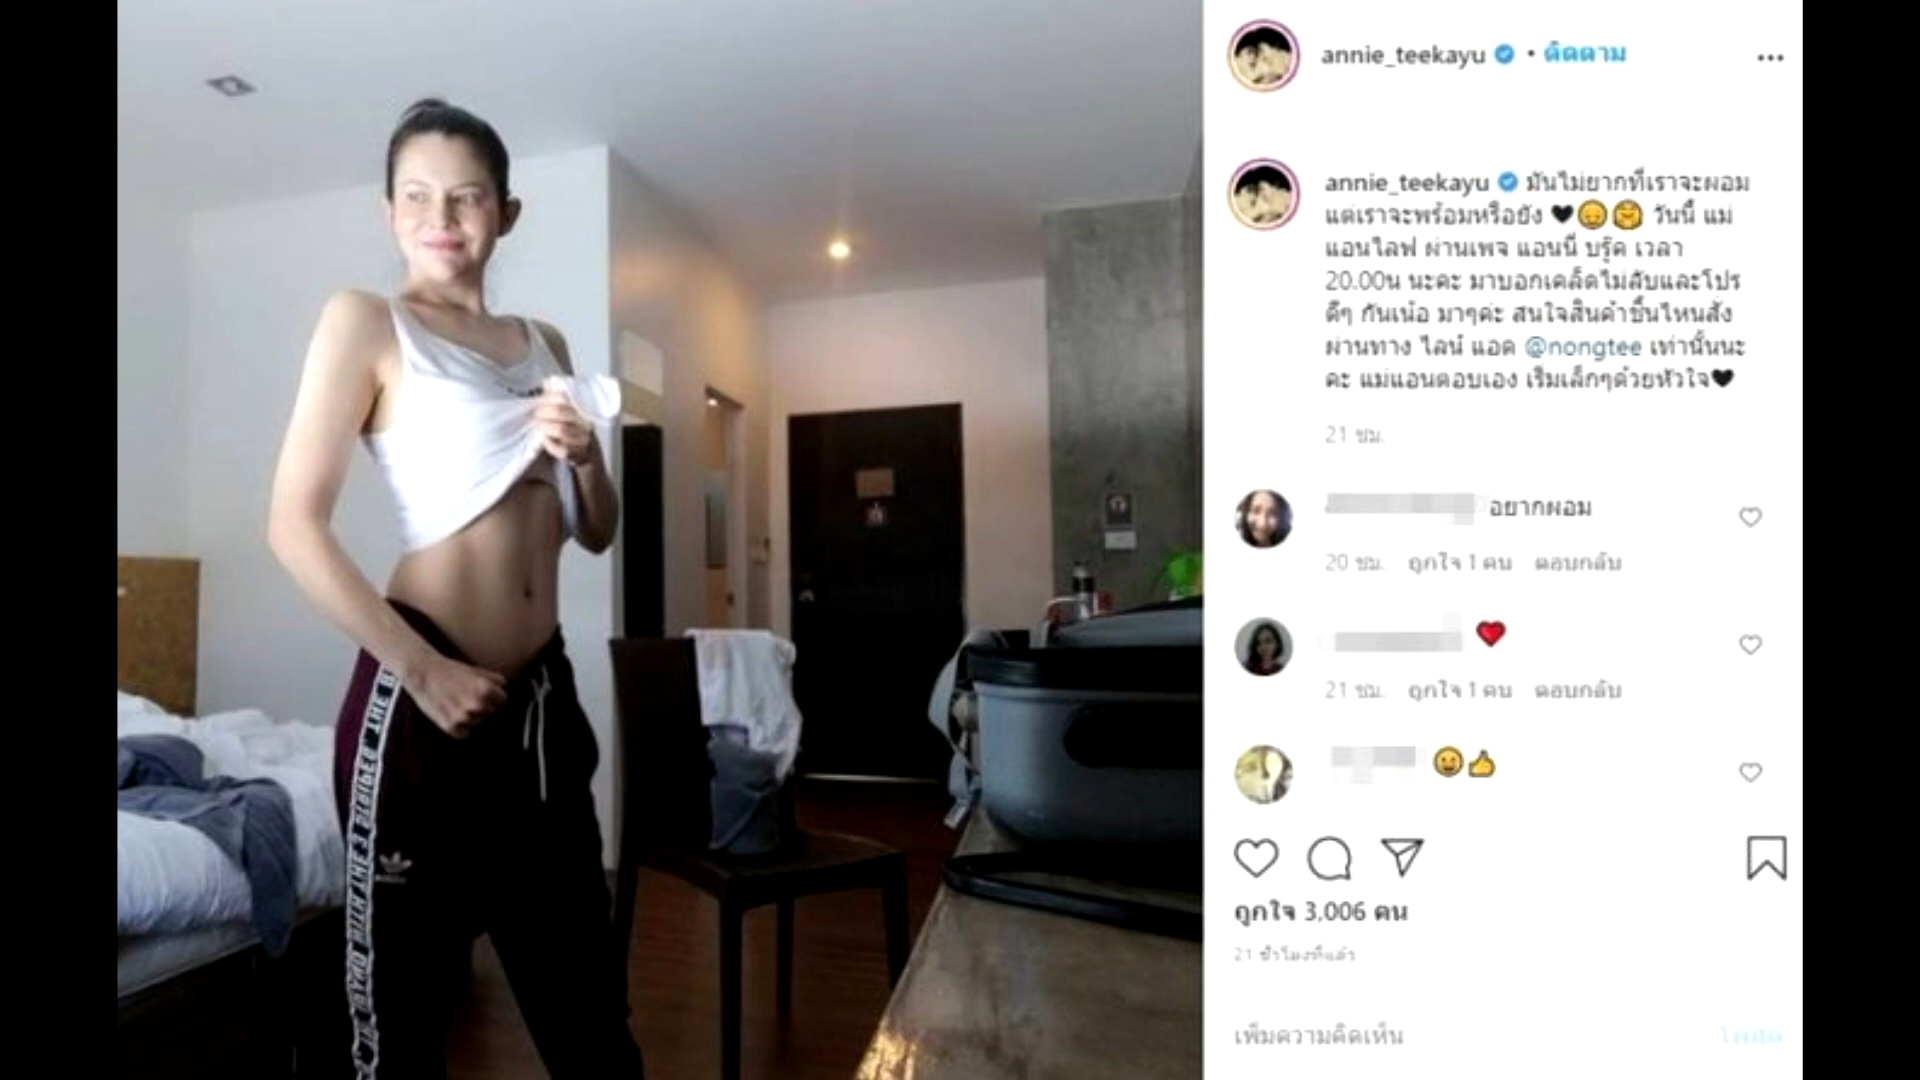 annie_teekayu • ติดตาม
annie_teekayu มันไม่ยากที่เราจะผอม
แต่เราจะพร้อมหรือยัง 🖤😊🤗 วันนี้ แม่
แอนไลฟ ผ่านเพจ แอนนี่ บรู๊ค เวลา
20.00น นะคะ มาบอกเคล็ดไม่ลับและโปร
ดีๆ กันเน้อ มาๆค่ะ สนใจสินค้าชิ้นไหนสั่ง
ผ่านทาง ไลน์ แอด @nongtee เท่านั้นนะ
คะ แม่แอนตอบเอง เริ่มเล็กๆด้วยหัวใจ🖤
21 ชม.
อยากผอม
20 ชม. ถูกใจ 1 คน ตอบกลับ
❤️
21 ชม. ถูกใจ 1 คน ตอบกลับ
ถูกใจ 3,006 คน
21 ชั่วโมงที่แล้ว
เพิ่มความคิดเห็น
โพสต์